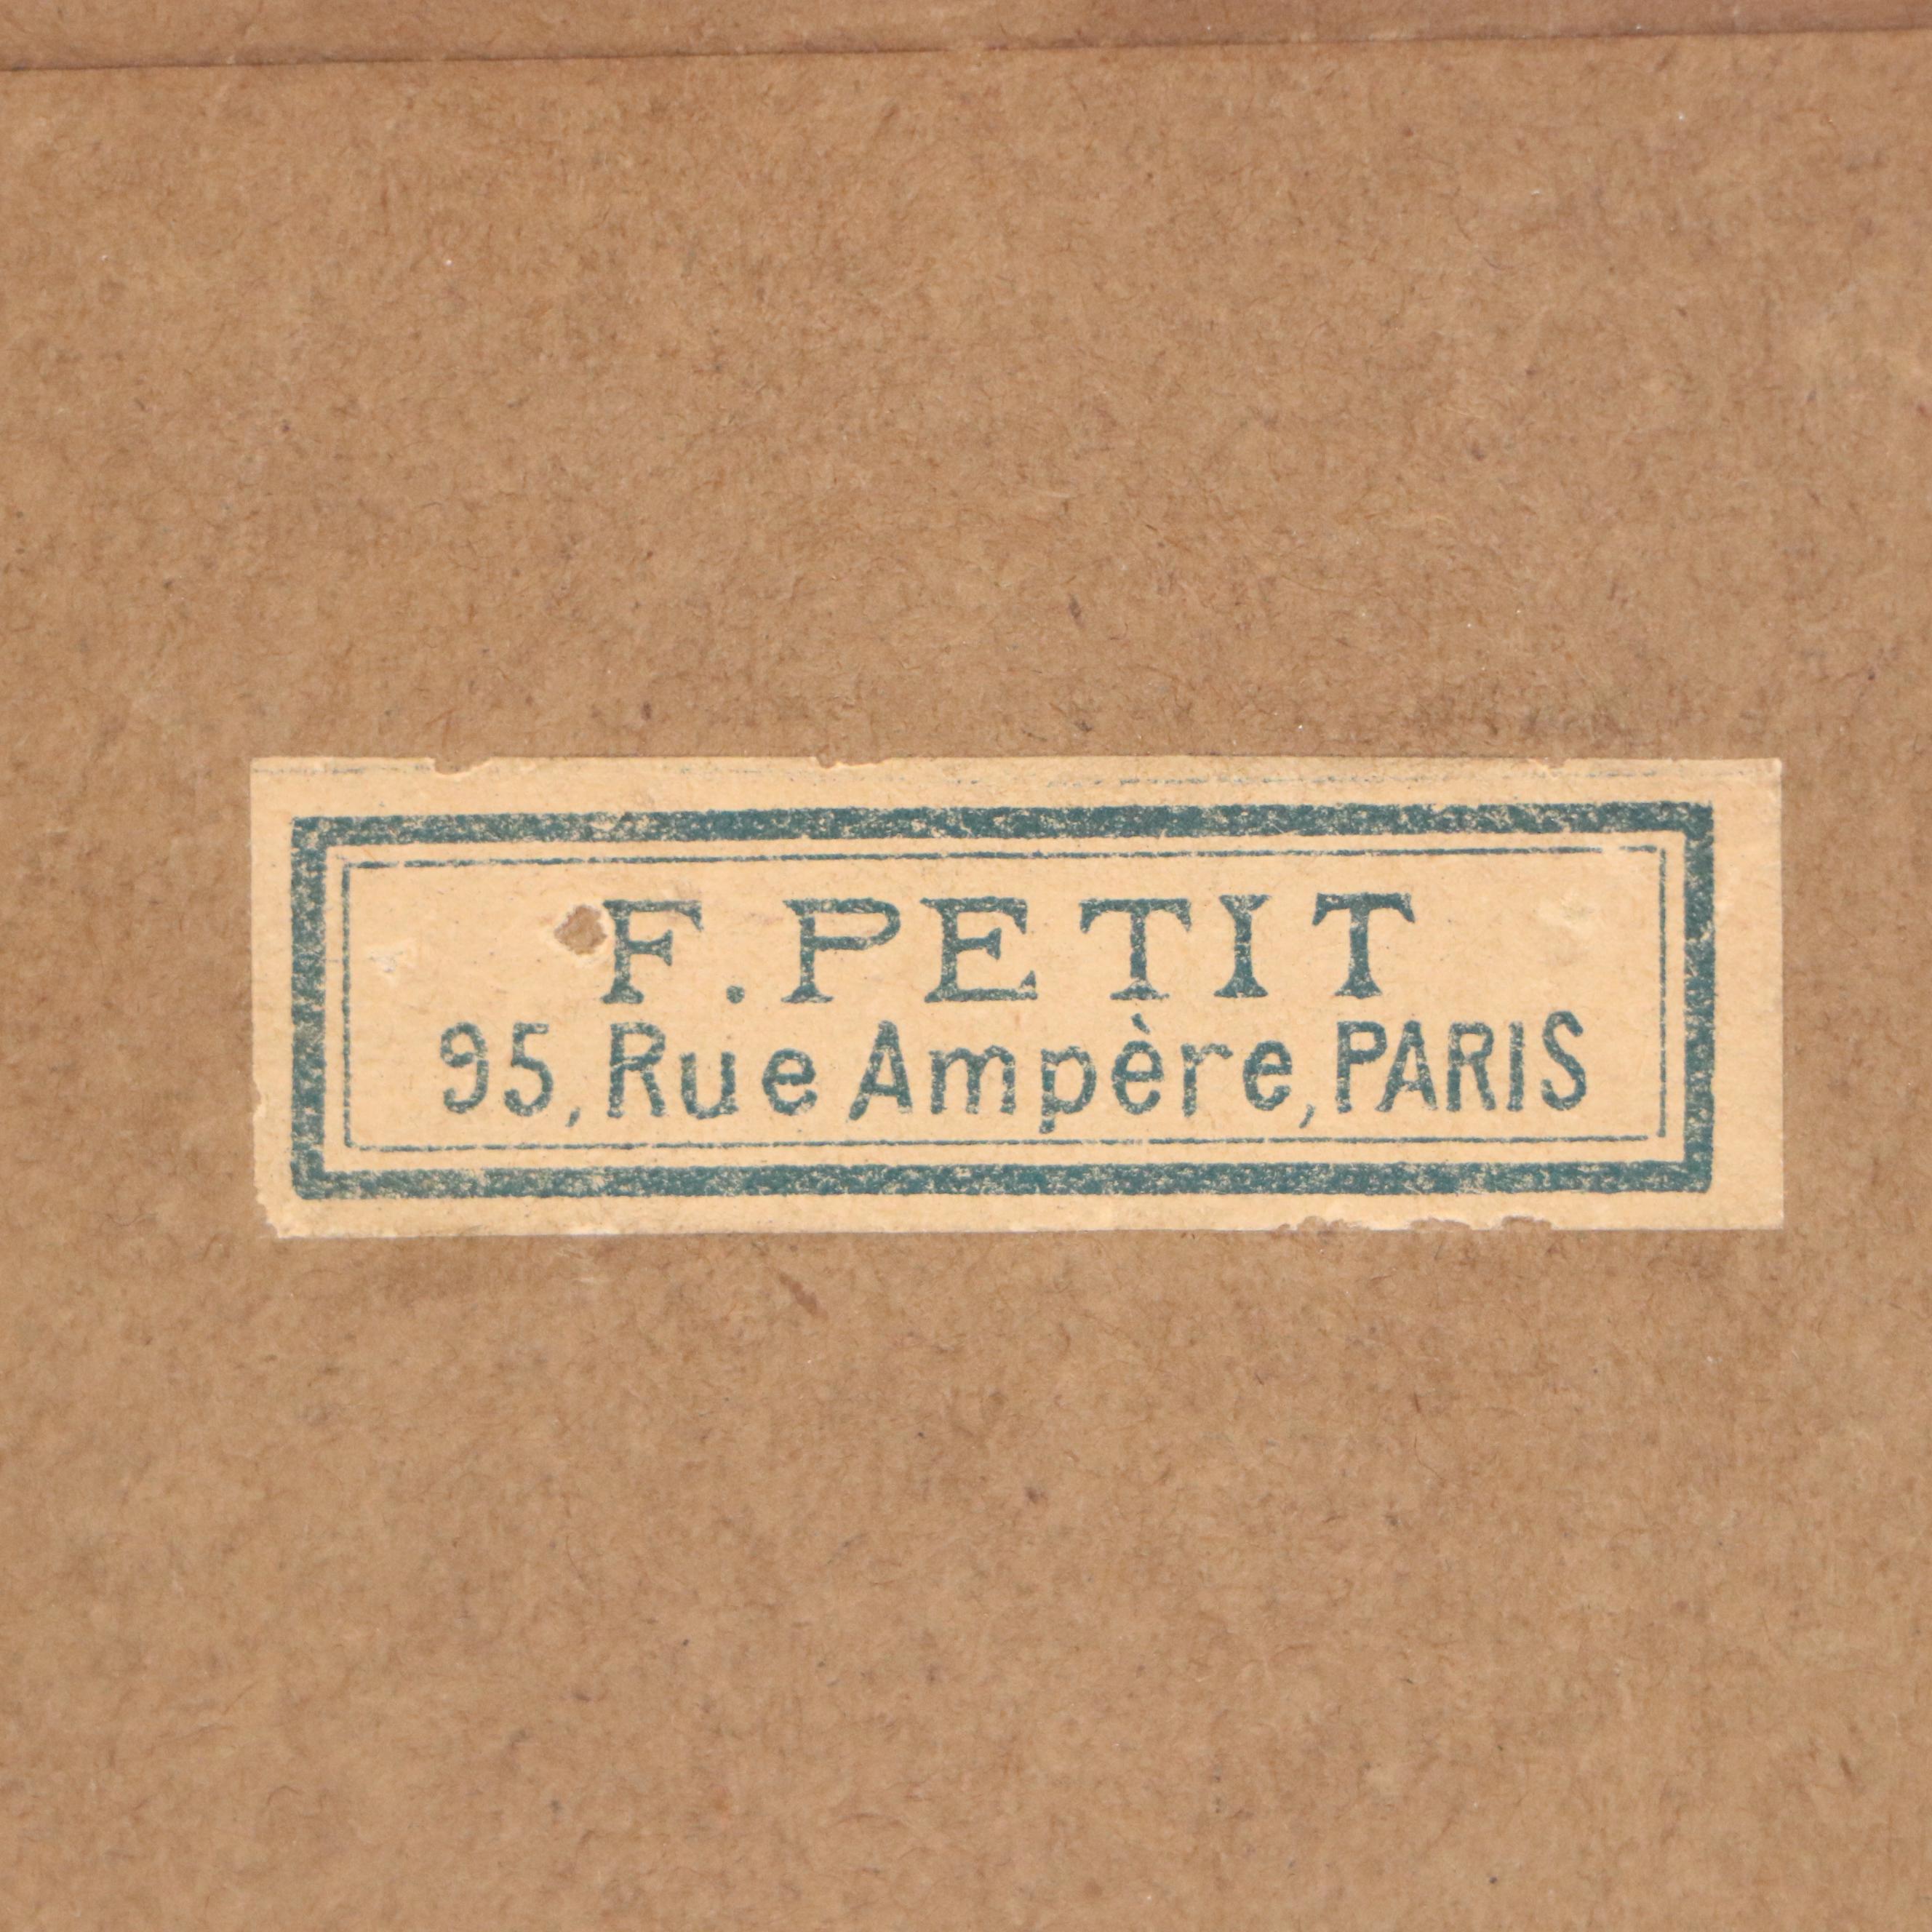 F. PETIT
95, Rue Ampère, PARIS